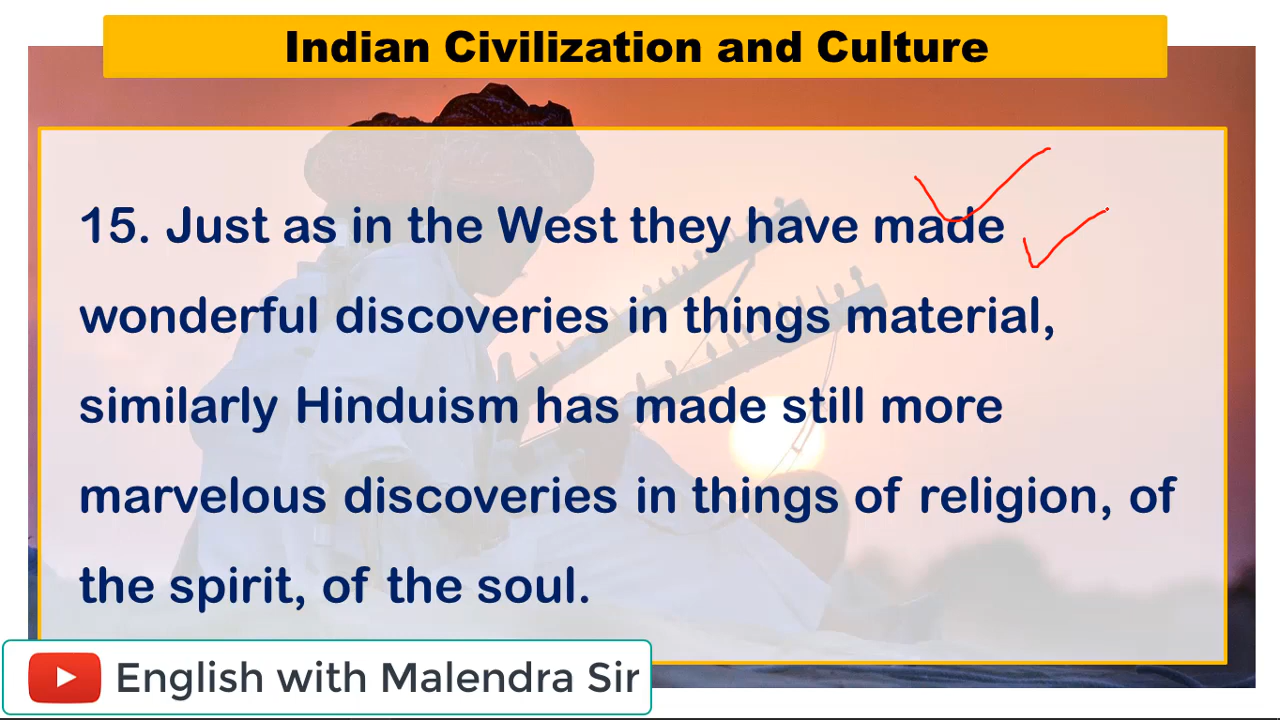 Indian Civilization and Culture
15. Just as in the West they have made
wonderful discoveries in things material,
similarly Hinduism has made still more
marvelous discoveries in things of religion, of
the spirit, of the soul.
English with Malendra Sir